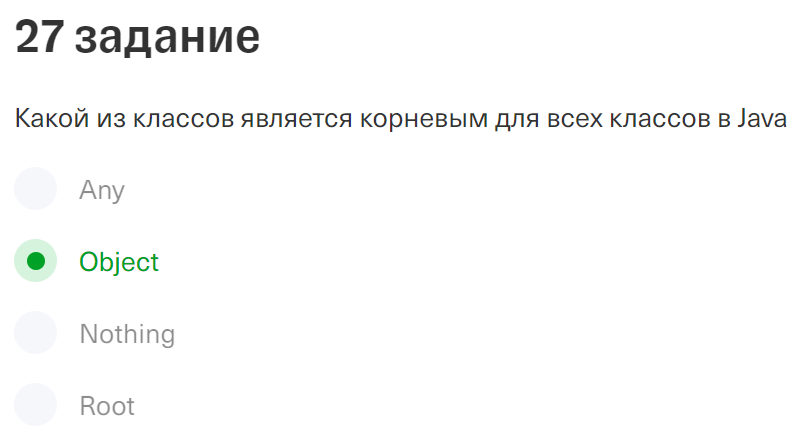 27 задание
Какой из классов является корневым для всех классов в Java
Any
Object
Nothing
Root